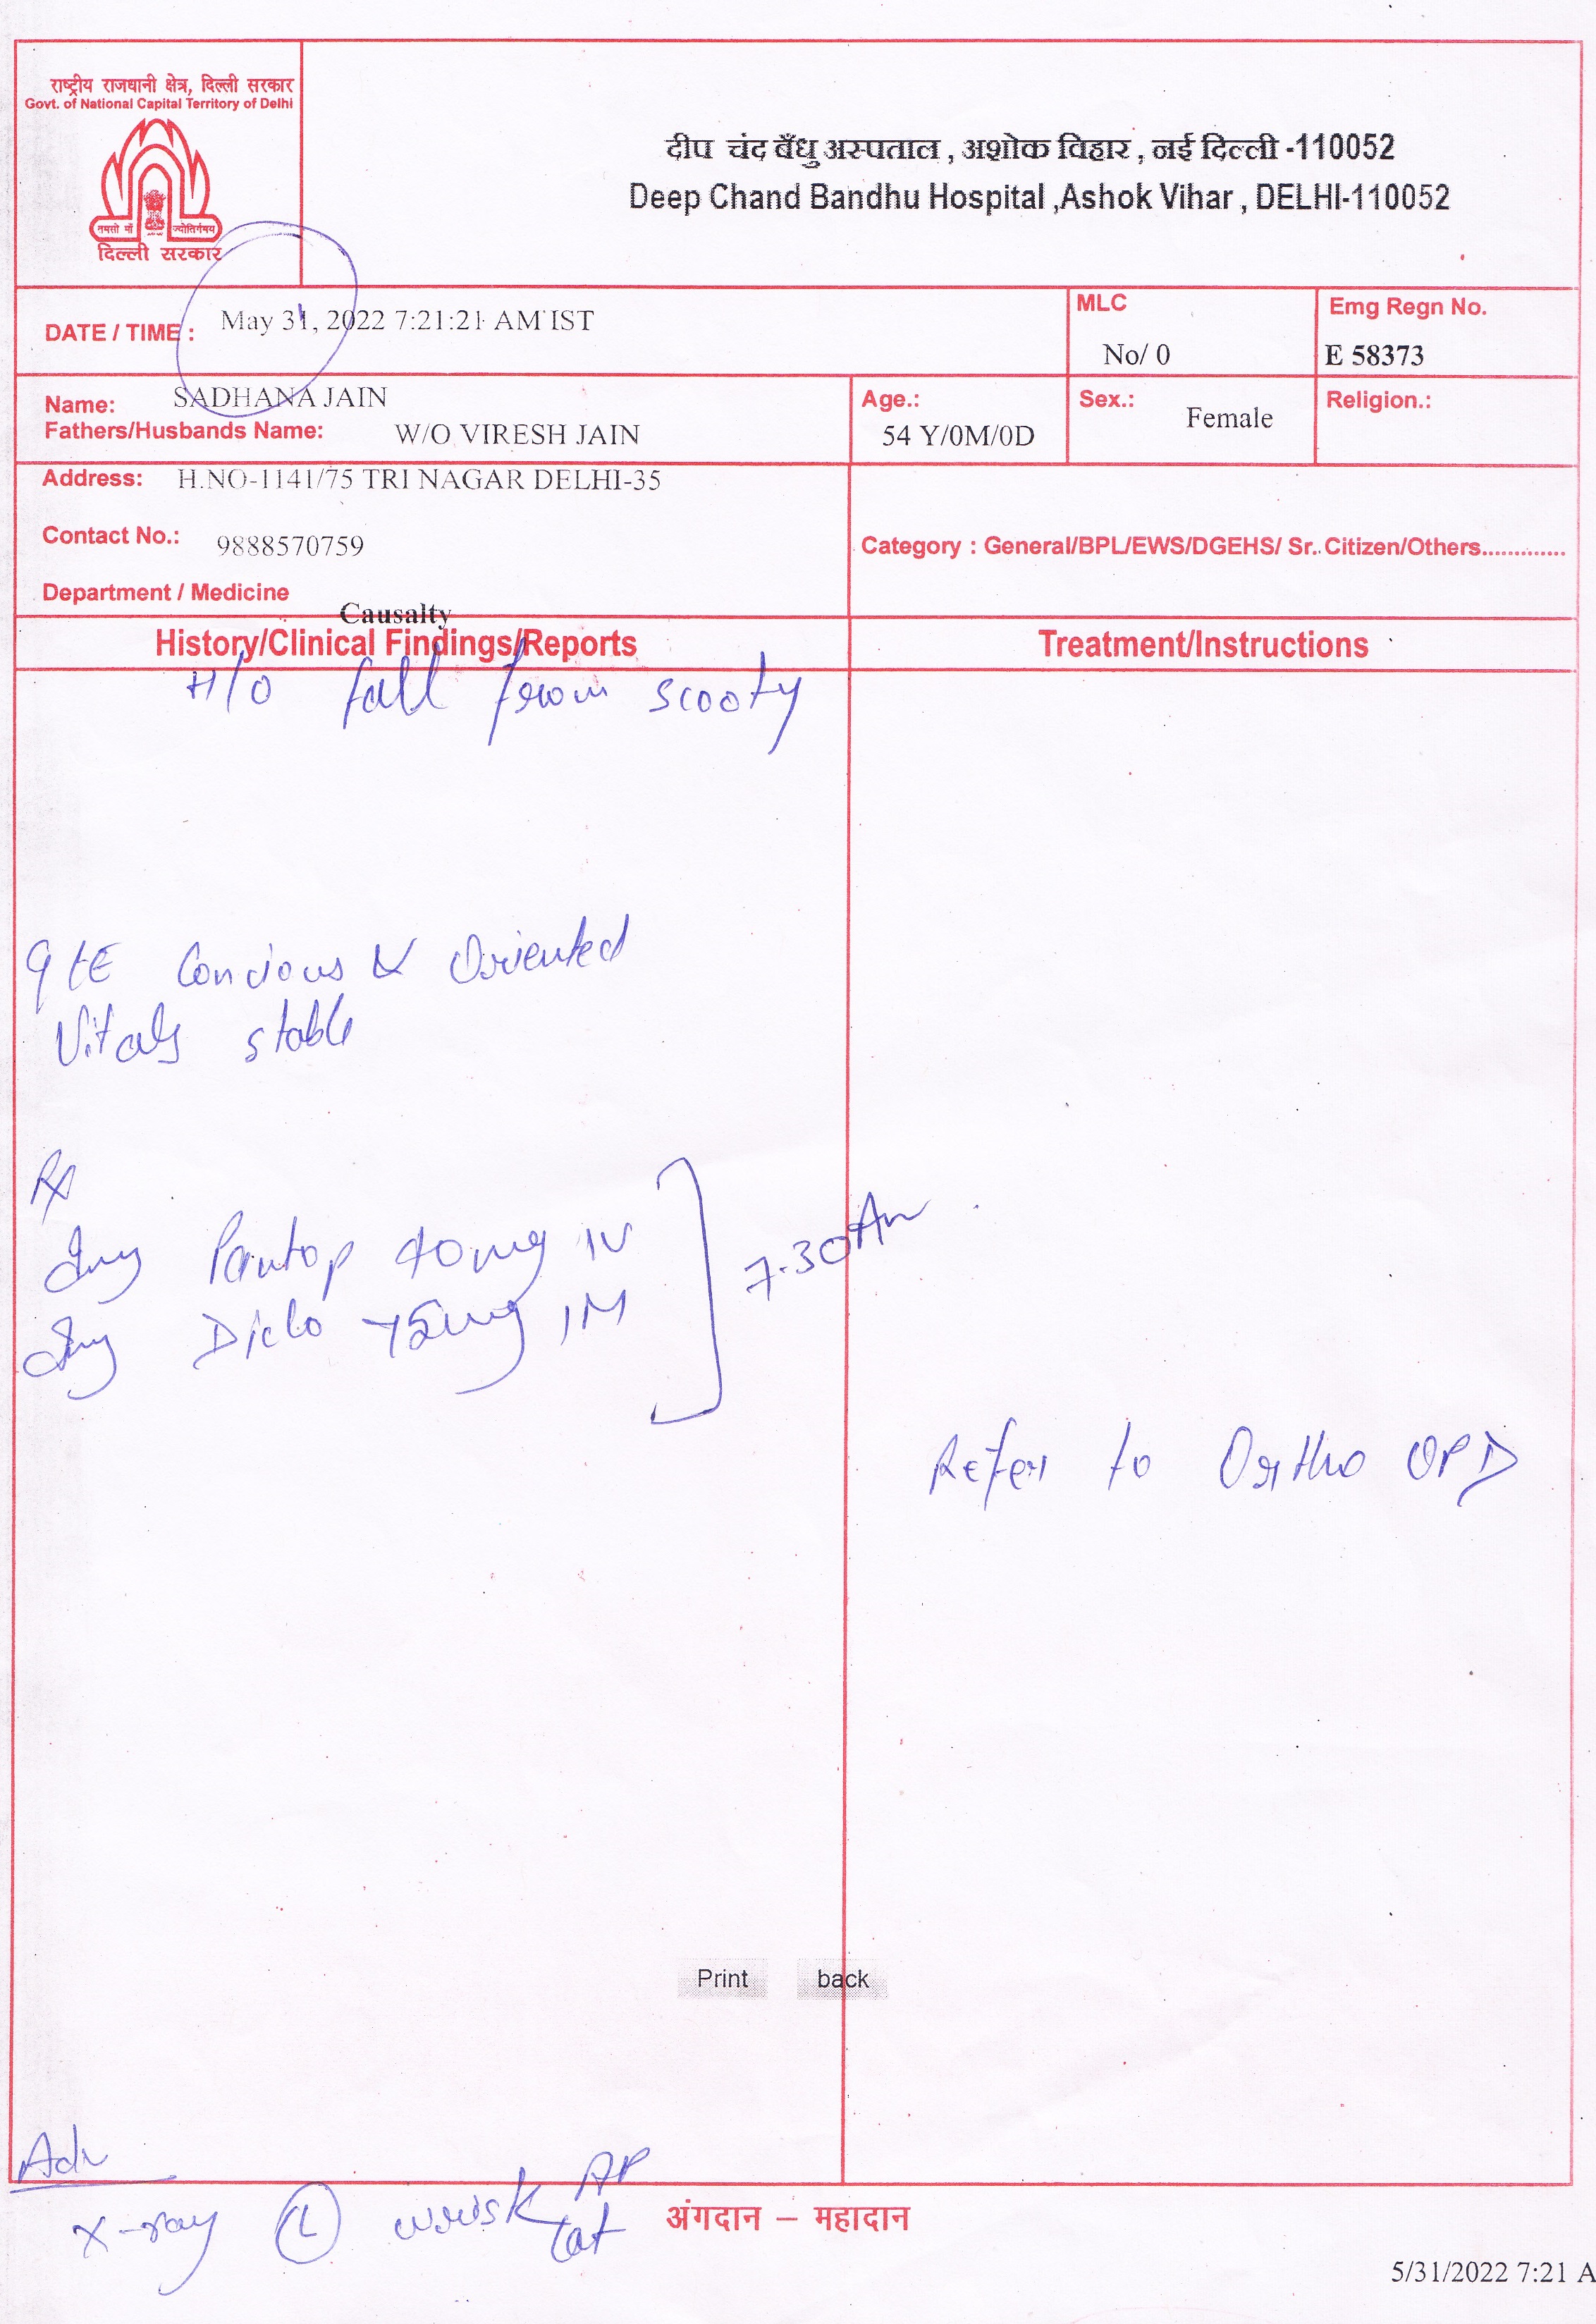 राष्ट्रीय राजधानी क्षेत्र, दिल्ली सरकार
Govt. of National Capital Territory of Delhi
दिल्ली सरकार
दीप चंद बँधु अस्पताल , अशोक विहार , नई दिल्ली -110052
Deep Chand Bandhu Hospital ,Ashok Vihar , DELHI-110052
DATE / TIME : May 31, 2022 7:21:21 AM IST
MLC
No/ 0
Emg Regn No.
E 58373
Name: SADHANA JAIN
Fathers/Husbands Name: W/O VIRESH JAIN
Age.:
54 Y/0M/0D
Sex.: Female
Religion.:
Address: H.NO-1141/75 TRI NAGAR DELHI-35
Contact No.: 9888570759
Category : General/BPL/EWS/DGEHS/ Sr. Citizen/Others.............
Department / Medicine
Causalty
History/Clinical Findings/Reports
Treatment/Instructions
H/o fall from scooty
Concious & Oriented
Vitals stable
Rx
Inj Pantop 40mg IV
Inj Diclo 75mg IM
7.30 Am
Refer to Ortho OPD
Print back
Adv
X-ray (L) wrist AP
Lat
अंगदान – महादान
5/31/2022 7:21 A